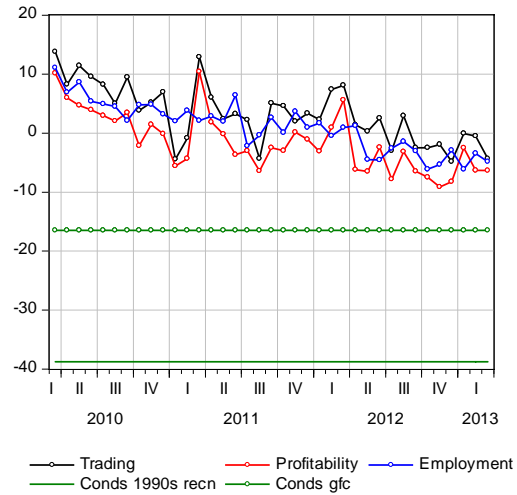 20
10
0
-10
-20
-30
-40
I II III IV I II III IV I II III IV I
2010 2011 2012 2013
Trading Profitability Employment
Conds 1990s recn Conds gfc